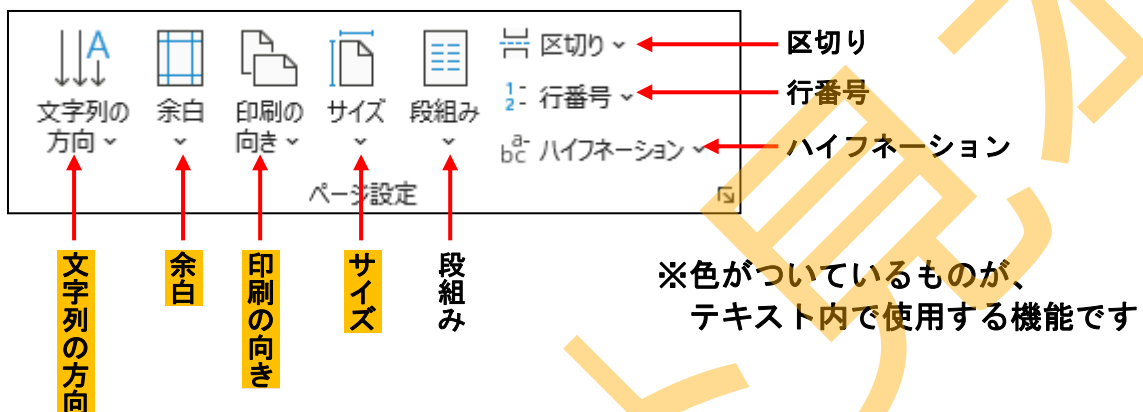 区切り
行番号
ハイフネーション
文字列の方向
余白
印刷の向き
サイズ
段組み
ページ設定
区切り
行番号
ハイフネーション
文字列の方向
余白
印刷の向き
サイズ
段組み
※色がついているものが、
テキスト内で使用する機能です